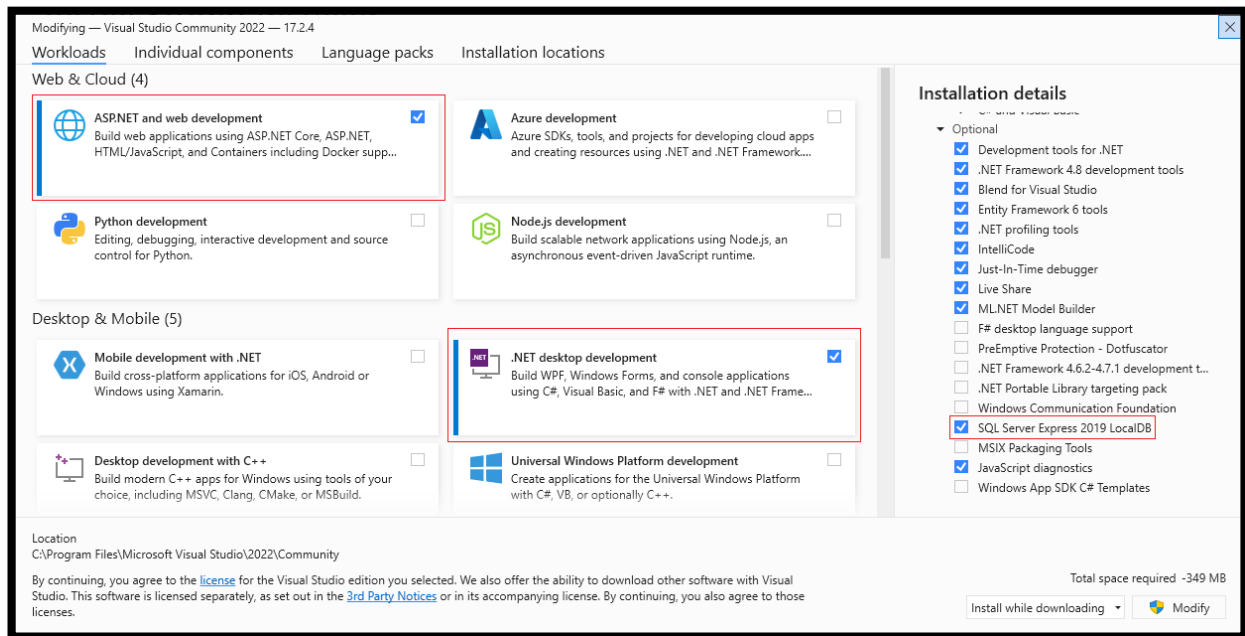 Modifying — Visual Studio Community 2022 — 17.2.4
Workloads
Individual components
Language packs
Installation locations
Web & Cloud (4)
ASP.NET and web development
Build web applications using ASP.NET Core, ASP.NET,
HTML/JavaScript, and Containers including Docker supp...
Azure development
Azure SDKs, tools, and projects for developing cloud apps
and creating resources using .NET and .NET Framework....
Python development
Editing, debugging, interactive development and source
control for Python.
JS
Node.js development
Build scalable network applications using Node.js, an
asynchronous event-driven JavaScript runtime.
Desktop & Mobile (5)
Mobile development with .NET
Build cross-platform applications for iOS, Android or
Windows using Xamarin.
.NET
.NET desktop development
Build WPF, Windows Forms, and console applications
using C#, Visual Basic, and F# with .NET and .NET Frame...
Desktop development with C++
Build modern C++ apps for Windows using tools of your
choice, including MSVC, Clang, CMake, or MSBuild.
Universal Windows Platform development
Create applications for the Universal Windows Platform
with C#, VB, or optionally C++.
Installation details
Optional
Development tools for .NET
.NET Framework 4.8 development tools
Blend for Visual Studio
Entity Framework 6 tools
.NET profiling tools
IntelliCode
Just-In-Time debugger
Live Share
ML.NET Model Builder
F# desktop language support
PreEmptive Protection - Dotfuscator
.NET Framework 4.6.2-4.7.1 development t...
.NET Portable Library targeting pack
Windows Communication Foundation
SQL Server Express 2019 LocalDB
MSIX Packaging Tools
JavaScript diagnostics
Windows App SDK C# Templates
Location
C:\Program Files\Microsoft Visual Studio\2022\Community
By continuing, you agree to the license for the Visual Studio edition you selected. We also offer the ability to download other software with Visual
Studio. This software is licensed separately, as set out in the 3rd Party Notices or in its accompanying license. By continuing, you also agree to those
licenses.
Total space required -349 MB
Install while downloading
Modify